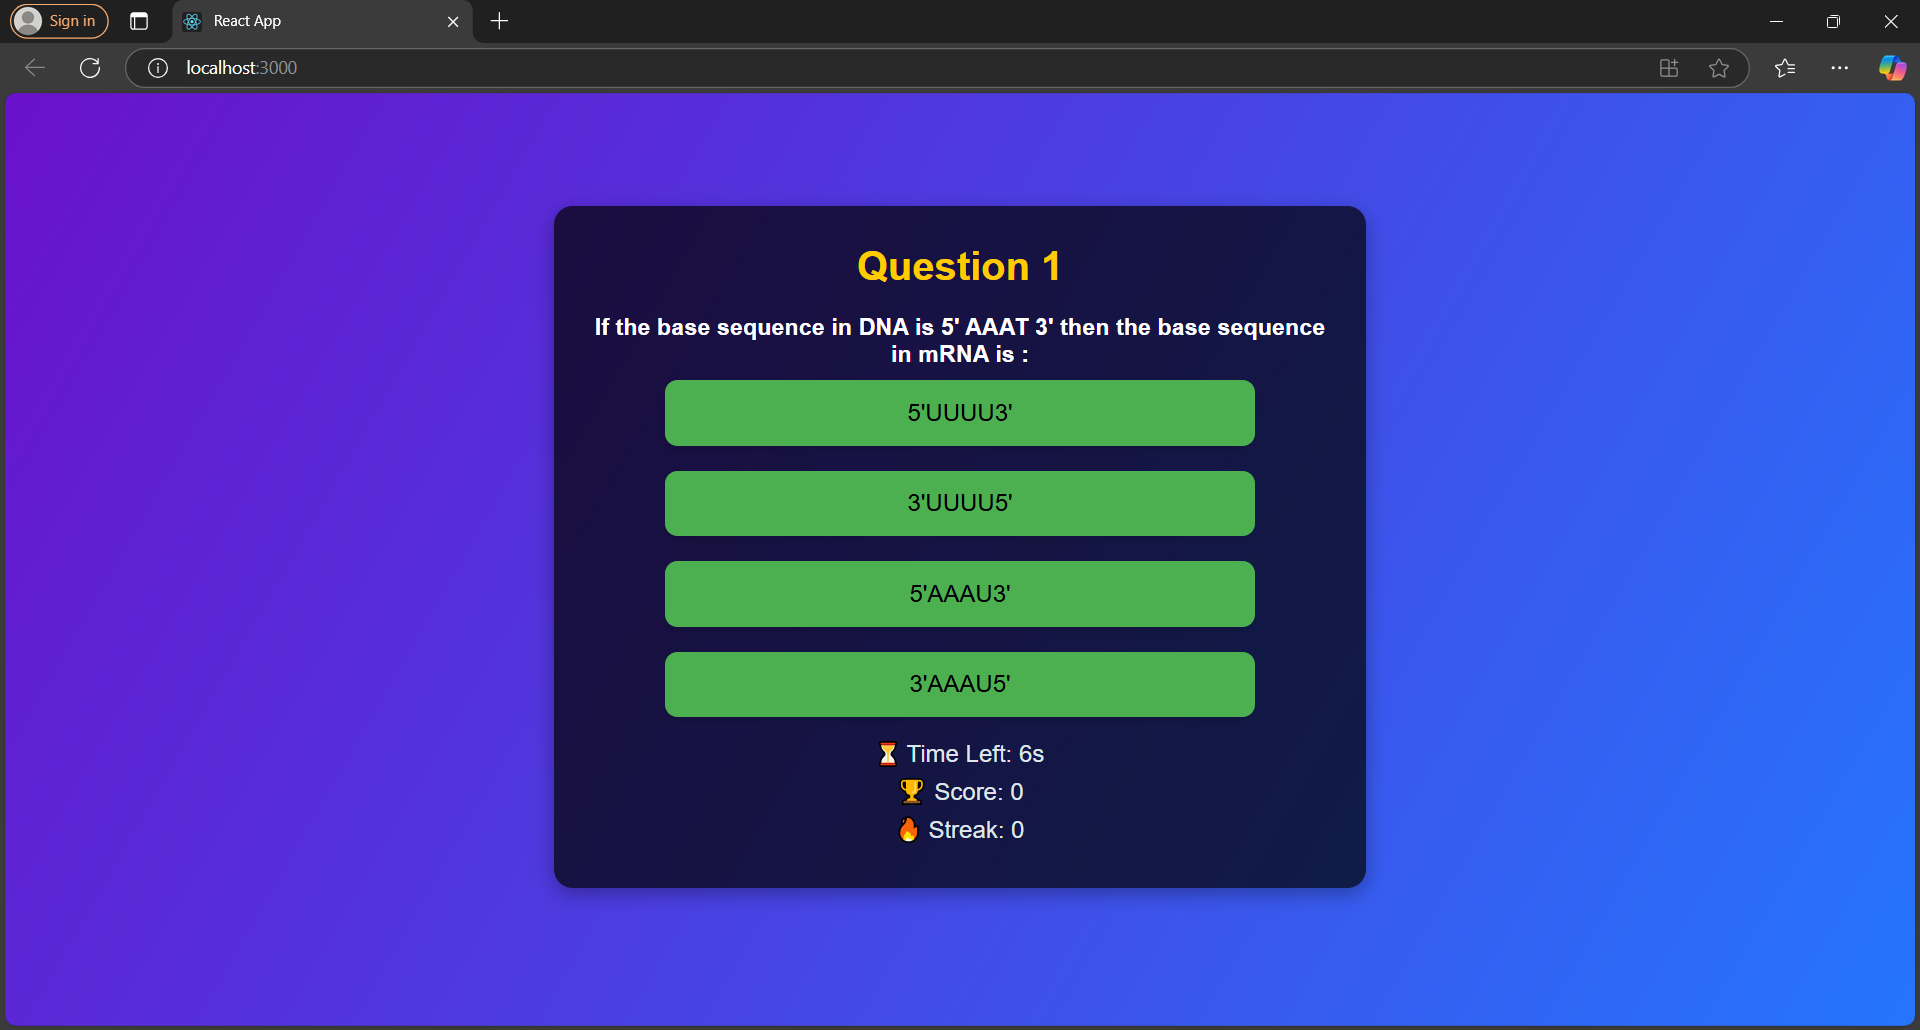 Sign in
React App
localhost:3000
Question 1
If the base sequence in DNA is 5' AAAT 3' then the base sequence
in mRNA is :
5'UUUU3'
3'UUUU5'
5'AAAU3'
3'AAAU5'
⏳ Time Left: 6s
🏆 Score: 0
🔥 Streak: 0